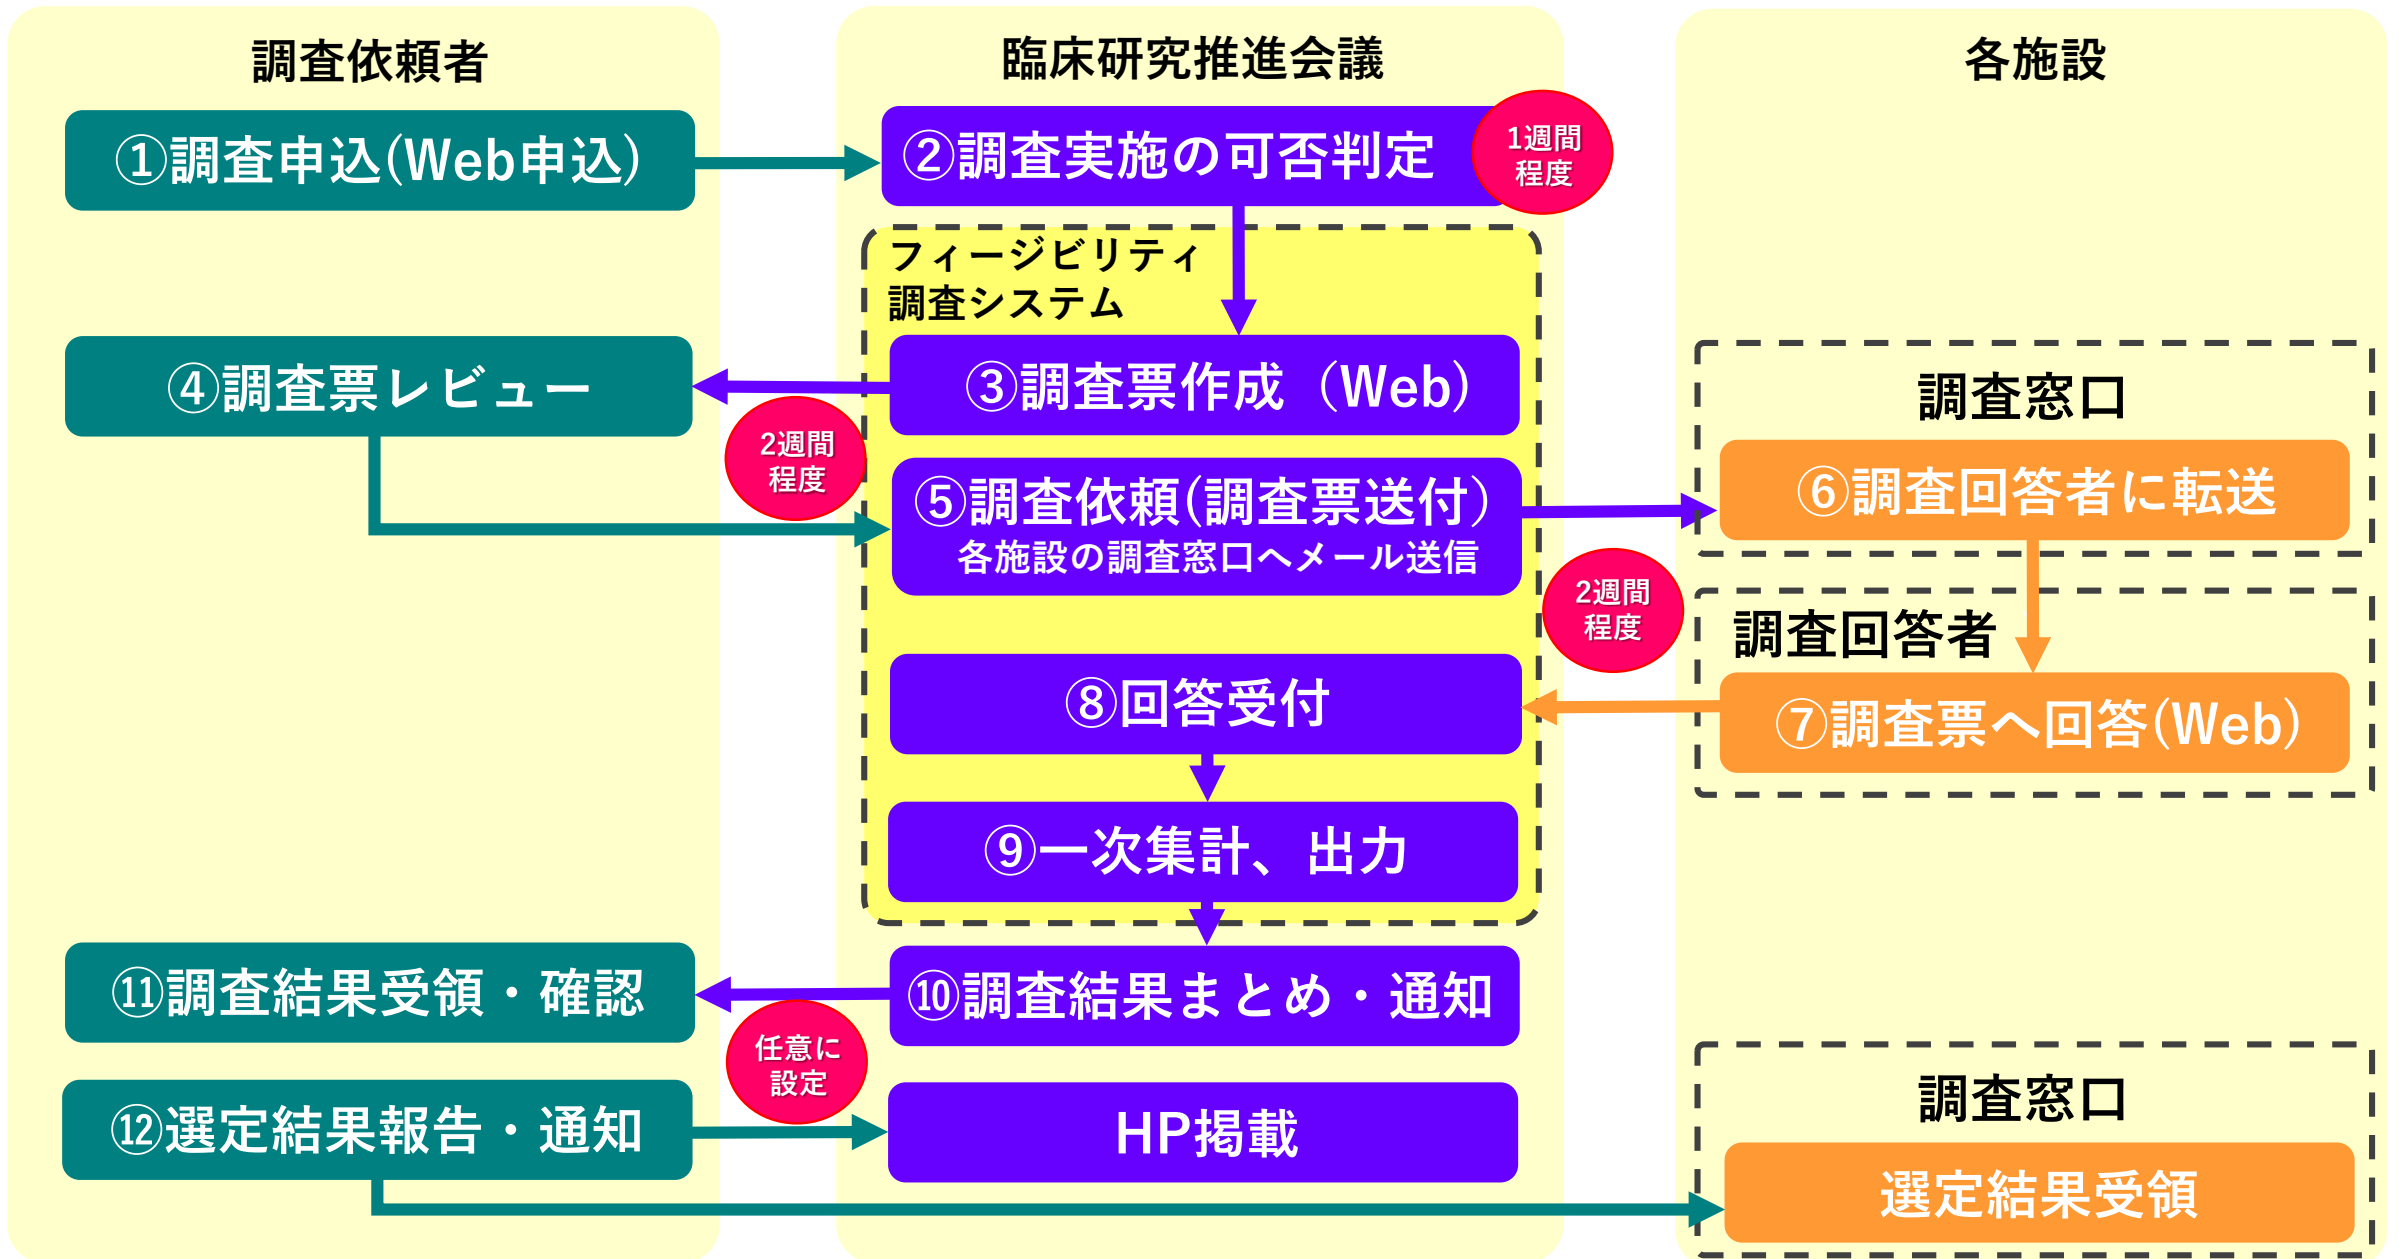 調査依頼者
臨床研究推進会議
各施設
①調査申込(Web申込)
②調査実施の可否判定
1週間
程度
フィージビリティ
調査システム
③調査票作成（Web)
④調査票レビュー
2週間
程度
⑤調査依頼(調査票送付）
各施設の調査窓口へメール送信
調査窓口
⑥調査回答者に転送
2週間
程度
調査回答者
⑦調査票へ回答(Web)
⑧回答受付
⑨一次集計、出力
⑩調査結果まとめ・通知
⑪調査結果受領・確認
任意に
設定
⑫選定結果報告・通知
HP掲載
調査窓口
選定結果受領